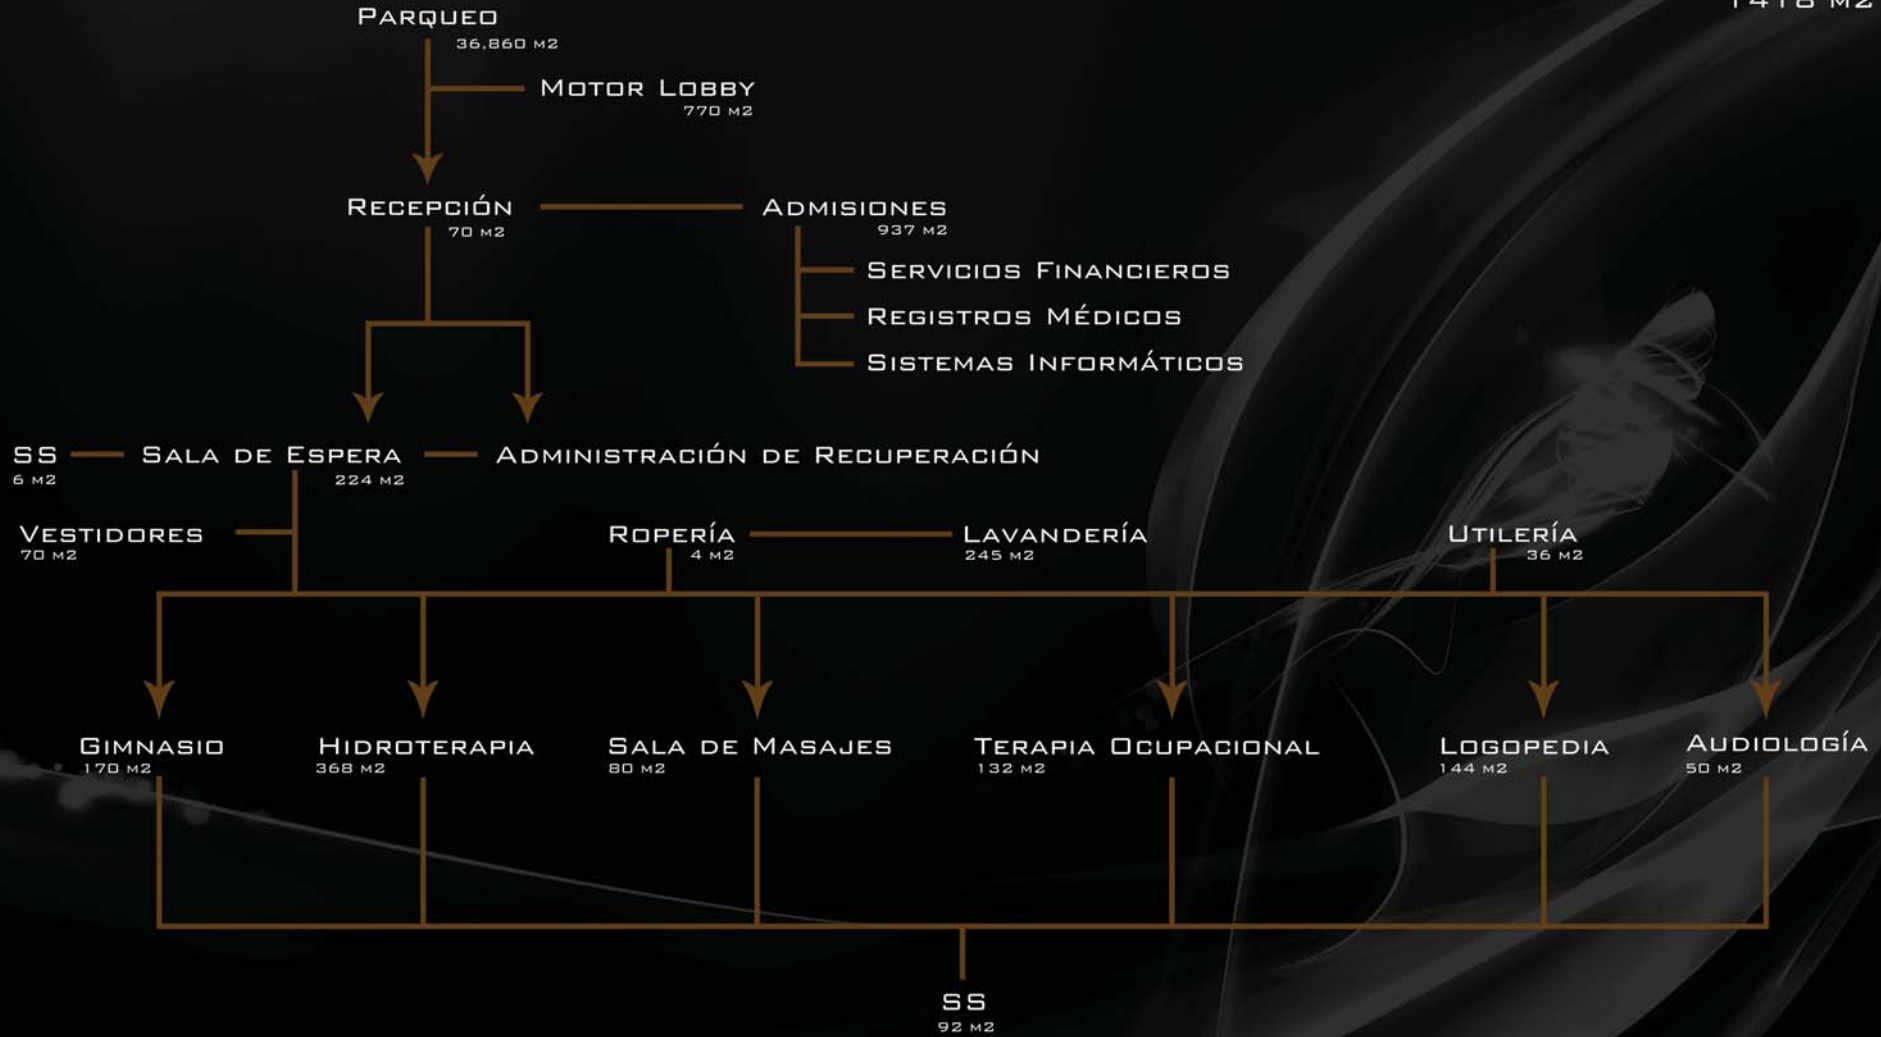 1416 m2
Parqueo
36,860 m2
Motor Lobby
770 m2
Recepción
70 m2
Admisiones
937 m2
Servicios Financieros
Registros Médicos
Sistemas Informáticos
SS
6 m2
Sala de Espera
224 m2
Administración de Recuperación
Vestidores
70 m2
Ropería
4 m2
Lavandería
245 m2
Utilería
36 m2
Gimnasio
170 m2
Hidroterapia
368 m2
Sala de Masajes
80 m2
Terapia Ocupacional
132 m2
Logopedia
144 m2
Audiología
50 m2
SS
92 m2